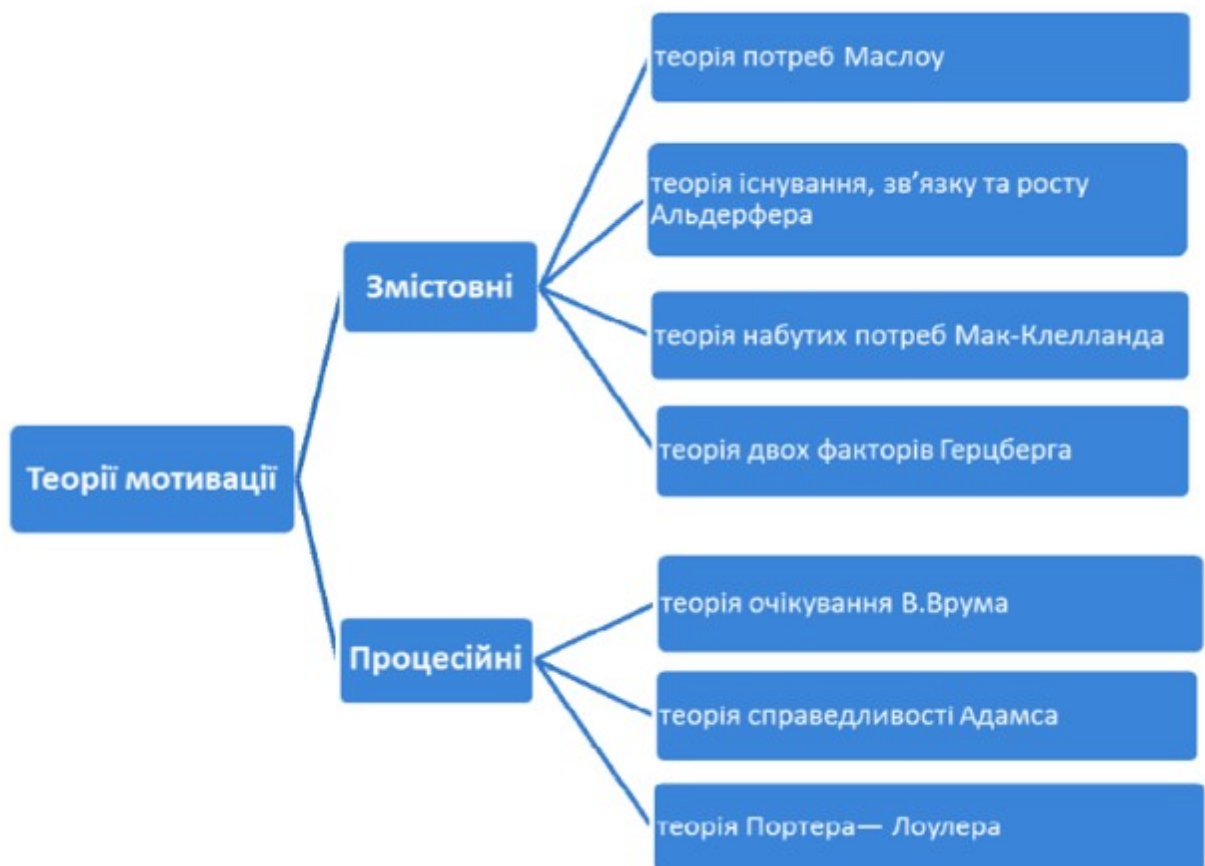 Теорії мотивації
Змістовні
теорія потреб Маслоу
теорія існування, зв’язку та росту
Альдерфера
теорія набутих потреб Мак-Клелланда
теорія двох факторів Герцберга
Процесійні
теорія очікування В.Врума
теорія справедливості Адамса
теорія Портера— Лоулера